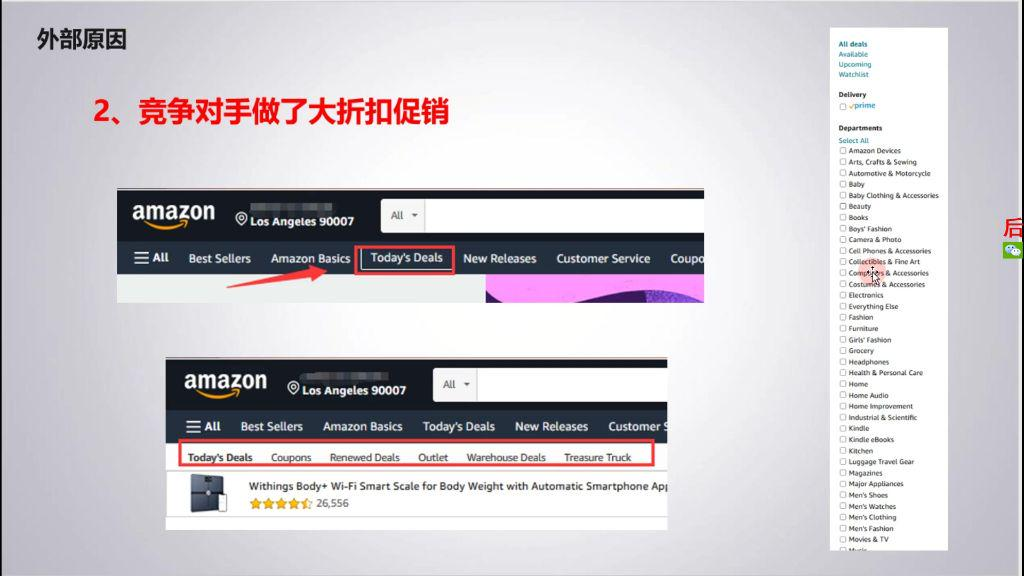 外部原因
2、竞争对手做了大折扣促销
amazon
Los Angeles 90007
All
All Best Sellers Amazon Basics Today's Deals New Releases Customer Service Coupo
amazon
Los Angeles 90007
All
All Best Sellers Amazon Basics Today's Deals New Releases Customer S
Today's Deals Coupons Renewed Deals Outlet Warehouse Deals Treasure Truck
Withings Body+ Wi-Fi Smart Scale for Body Weight with Automatic Smartphone App
26,556
All deals
Available
Upcoming
Watchlist
Delivery
prime
Departments
Select All
Amazon Devices
Arts, Crafts & Sewing
Automotive & Motorcycle
Baby
Baby Clothing & Accessories
Beauty
Books
Boys' Fashion
Camera & Photo
Cell Phones & Accessories
Collectibles & Fine Art
Computers & Accessories
Costumes & Accessories
Electronics
Everything Else
Fashion
Furniture
Girls' Fashion
Grocery
Headphones
Health & Personal Care
Home
Home Audio
Home Improvement
Industrial & Scientific
Kindle
Kindle eBooks
Kitchen
Luggage Travel Gear
Magazines
Major Appliances
Men's Shoes
Men's Watches
Men's Clothing
Men's Fashion
Movies & TV
Music
后